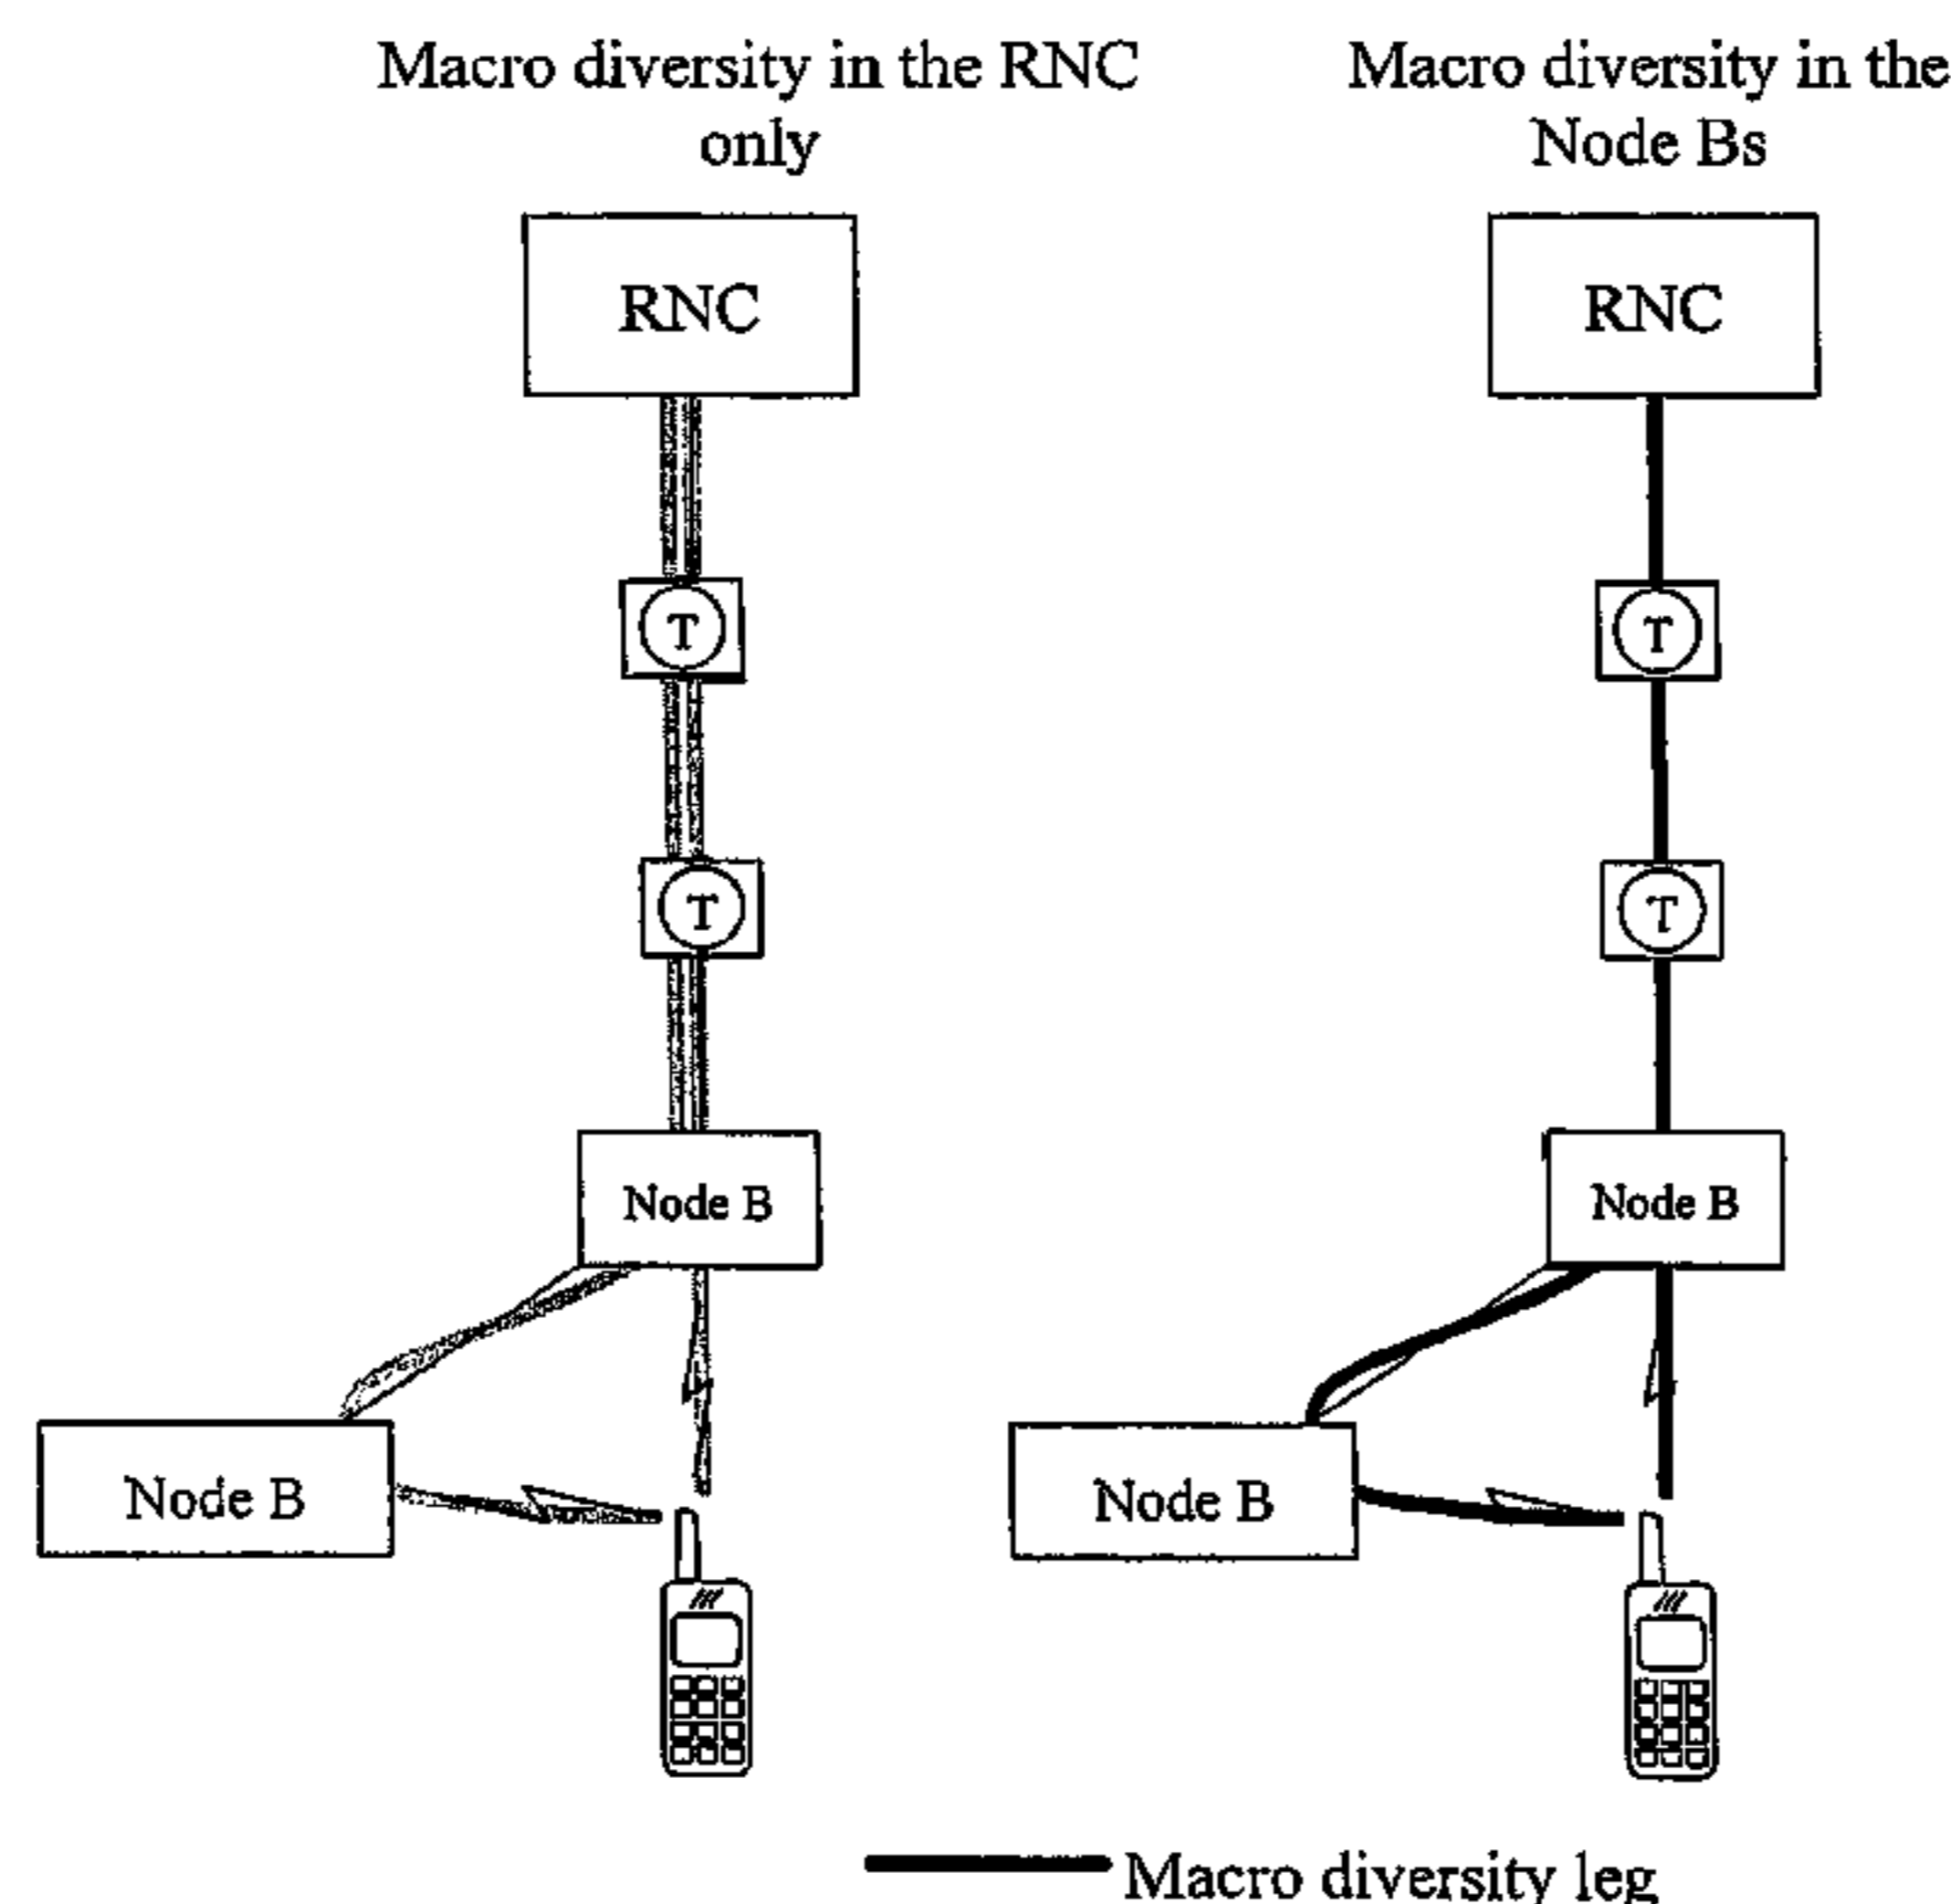 Macro diversity in the RNC
only
RNC
T
T
Node B
Node B
Macro diversity in the
Node Bs
RNC
T
T
Node B
Node B
Macro diversity leg